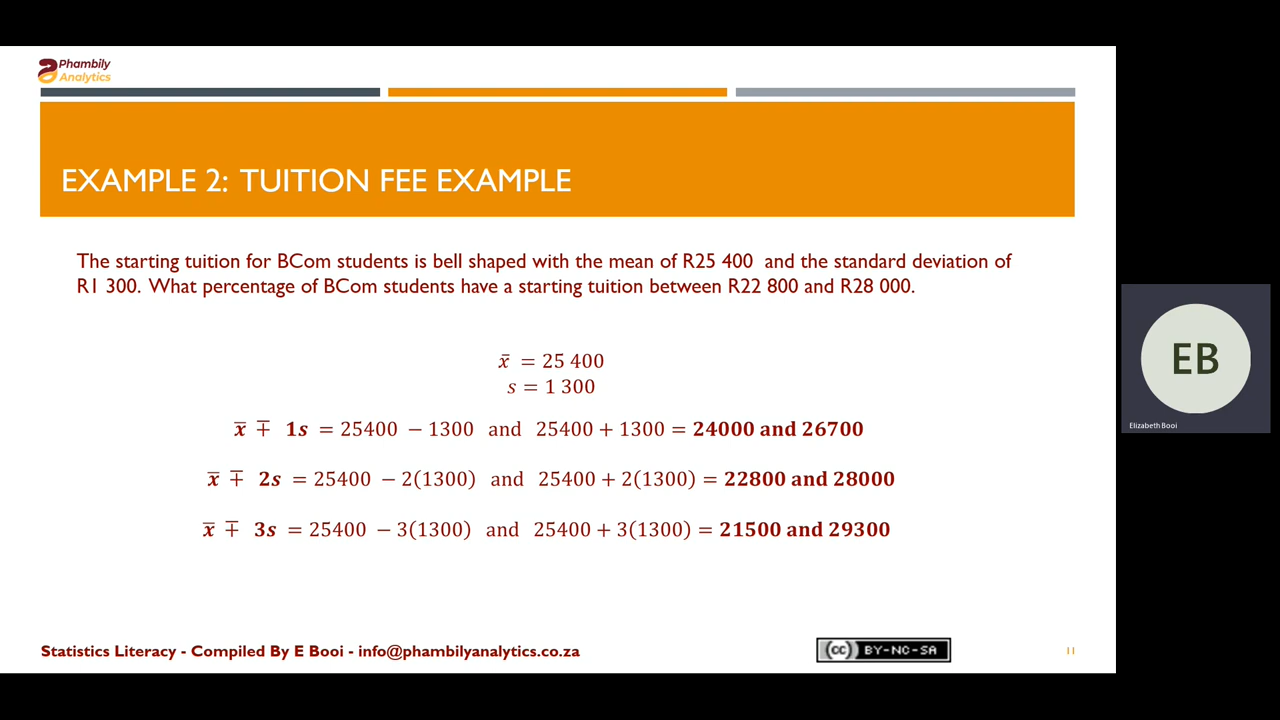 Phambily
Analytics
EXAMPLE 2: TUITION FEE EXAMPLE
The starting tuition for BCom students is bell shaped with the mean of R25 400 and the standard deviation of
R1 300. What percentage of BCom students have a starting tuition between R22 800 and R28 000.
x̄ = 25 400
s = 1 300
x̄ ∓ 1s = 25400 − 1300 and 25400 + 1300 = 24000 and 26700
x̄ ∓ 2s = 25400 − 2(1300) and 25400 + 2(1300) = 22800 and 28000
x̄ ∓ 3s = 25400 − 3(1300) and 25400 + 3(1300) = 21500 and 29300
EB
Elizabeth Booi
Statistics Literacy - Compiled By E Booi - info@phambilyanalytics.co.za
cc BY-NC-SA
11